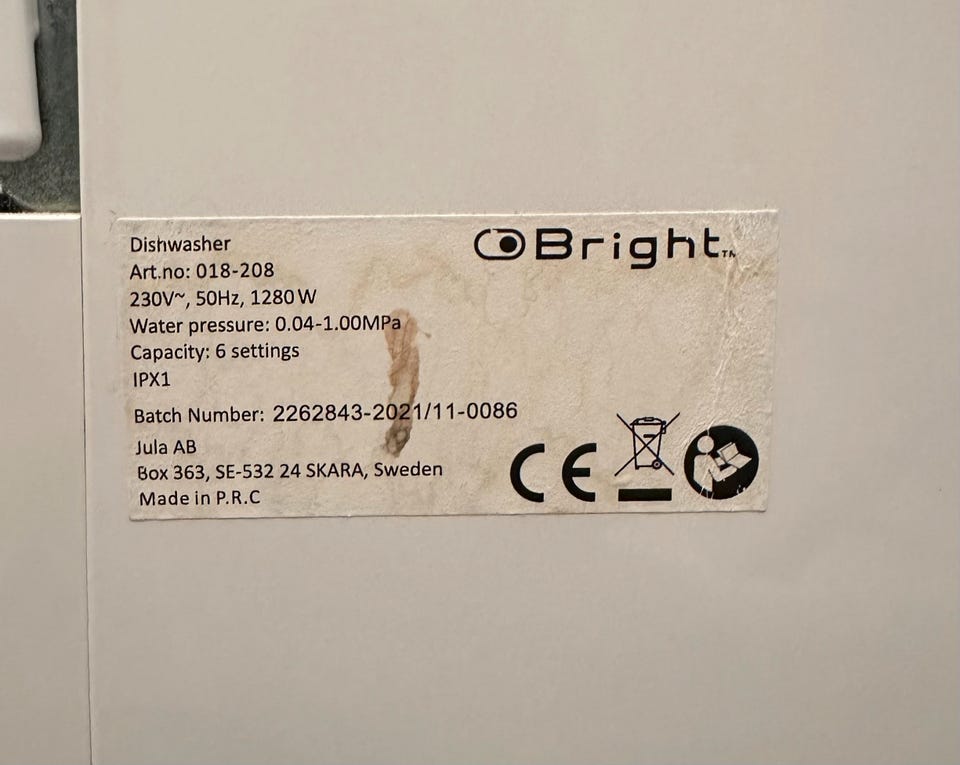 Bright™
Dishwasher
Art.no: 018-208
230V~, 50Hz, 1280W
Water pressure: 0.04-1.00MPa
Capacity: 6 settings
IPX1
Batch Number: 2262843-2021/11-0086
Jula AB
Box 363, SE-532 24 SKARA, Sweden
Made in P.R.C
CE